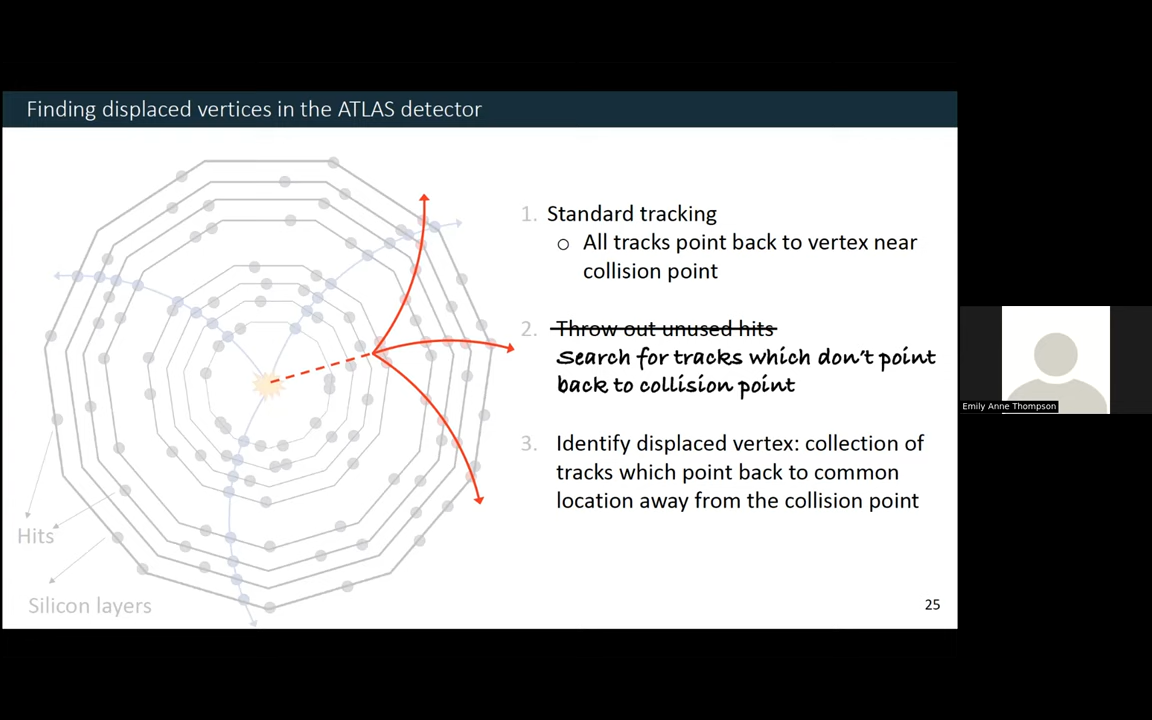 Finding displaced vertices in the ATLAS detector
1. Standard tracking
o All tracks point back to vertex near
collision point
2. Throw out unused hits
Search for tracks which don't point
back to collision point
3. Identify displaced vertex: collection of
tracks which point back to common
location away from the collision point
Hits
Silicon layers
25
Emily Anne Thompson